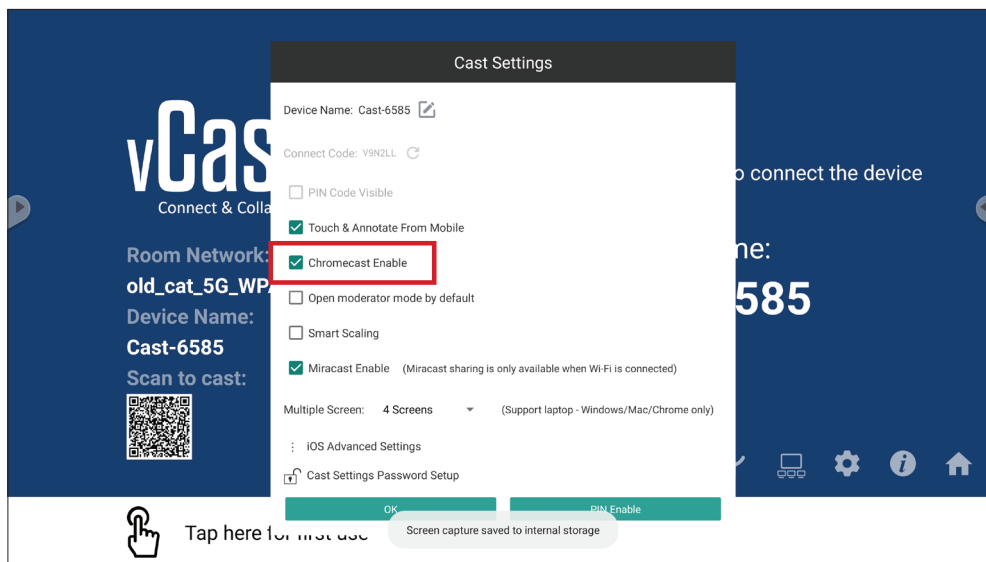 Cast Settings
Device Name: Cast-6585
Connect Code: V9N2LL
PIN Code Visible
Touch & Annotate From Mobile
Chromecast Enable
Open moderator mode by default
Smart Scaling
Miracast Enable (Miracast sharing is only available when Wi-Fi is connected)
Multiple Screen: 4 Screens (Support laptop - Windows/Mac/Chrome only)
iOS Advanced Settings
Cast Settings Password Setup
OK PIN Enable
Screen capture saved to internal storage
vCas
Connect & Colla
Room Network:
old_cat_5G_WP
Device Name:
Cast-6585
Scan to cast:
o connect the device
me:
585
Tap here for first use